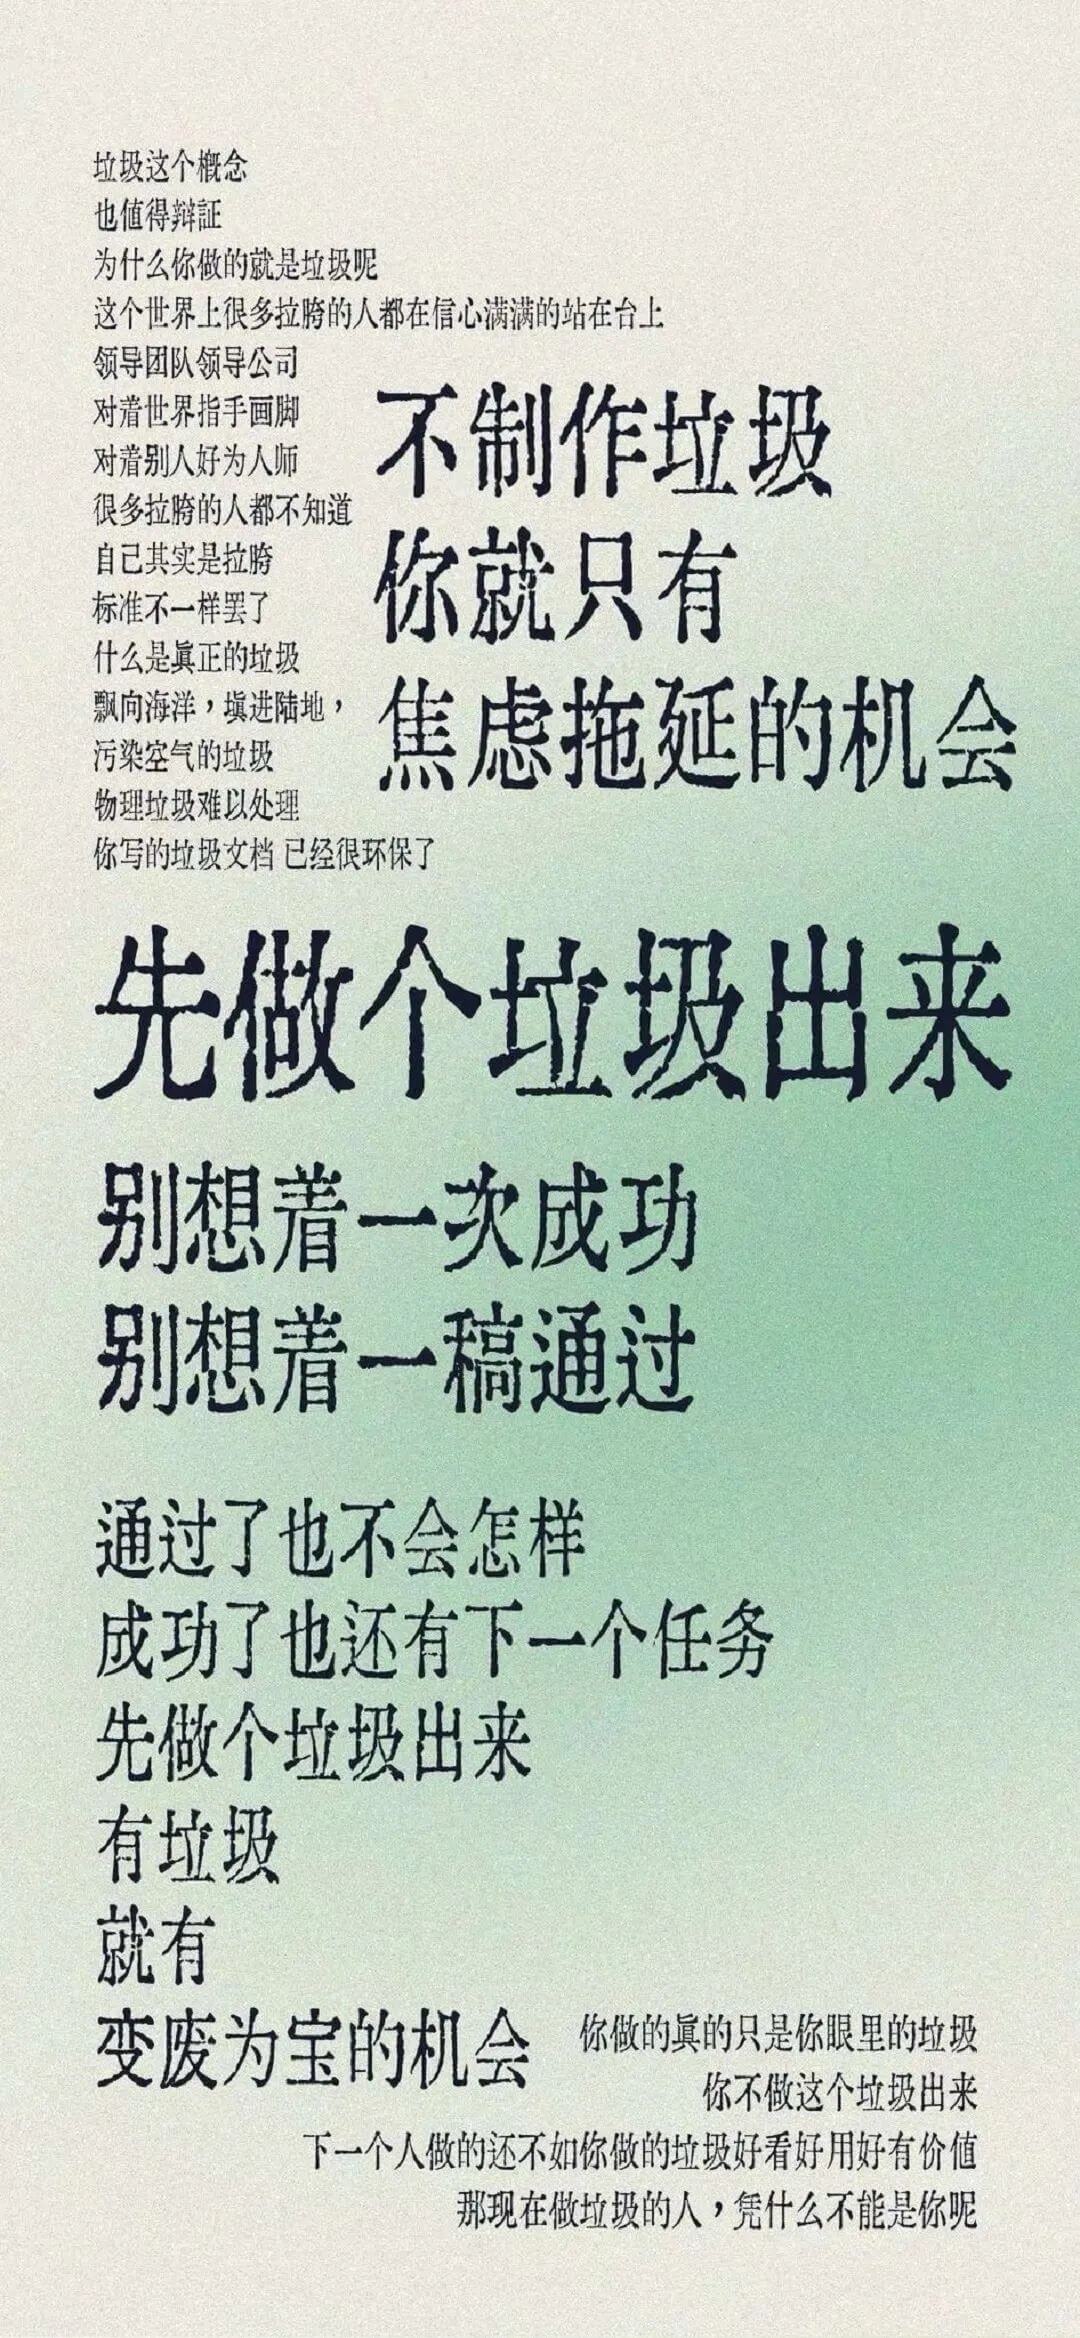 垃圾这个概念
也值得辩证
为什么你做的就是垃圾呢
这个世界上很多拉胯的人都在信心满满的站在台上
领导团队领导公司
对着世界指手画脚
对着别人好为人师
很多拉胯的人都不知道
自己其实是拉胯
标准不一样罢了
什么是眞正的垃圾
飘向海洋，塡进陆地，
污染空气的垃圾
物理垃圾难以处理
你写的垃圾文档 已经很环保了
不制作垃圾
你就只有
焦虑拖延的机会
先做个垃圾出来
别想着一次成功
别想着一稿通过
通过了也不会怎样
成功了也还有下一个任务
先做个垃圾出来
有垃圾
就有
变废为宝的机会
你做的眞的只是你眼里的垃圾
你不做这个垃圾出来
下一个人做的还不如你做的垃圾好看好用好有价値
那现在做垃圾的人，凭什么不能是你呢